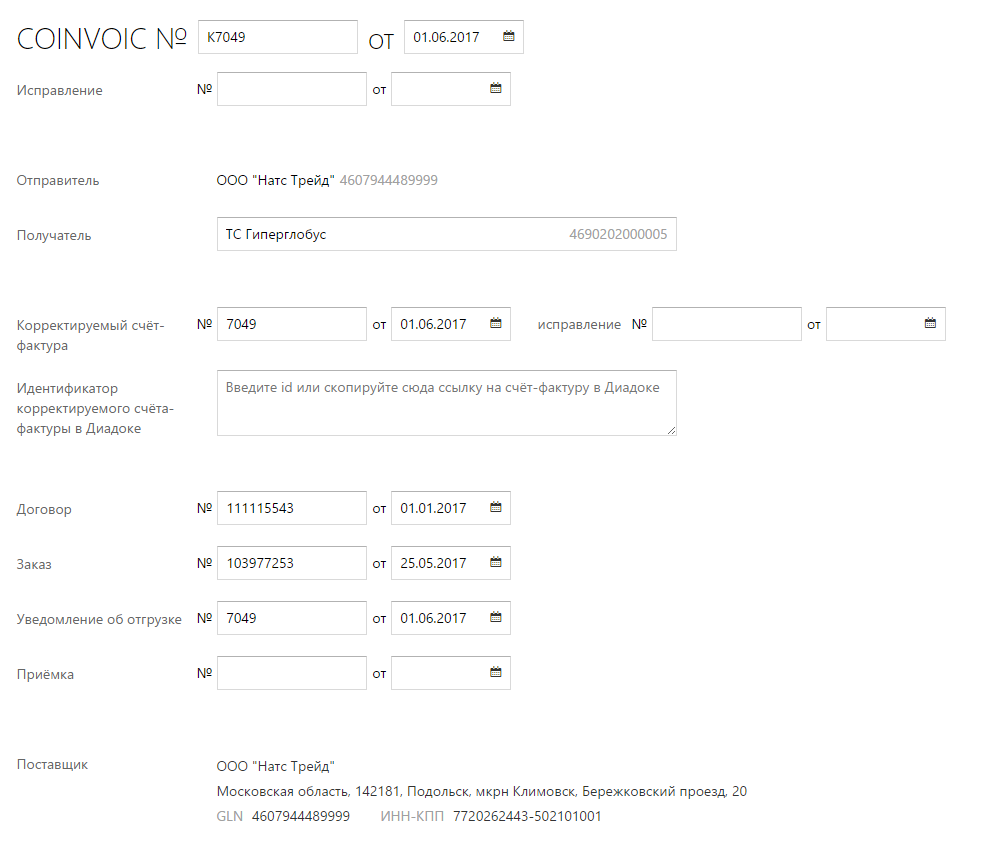 COINVOIC № К7049 от 01.06.2017
Исправление № от
Отправитель ООО "Натс Трейд" 4607944489999
Получатель ТС Гиперглобус 4690202000005
Корректируемый счёт-фактура № 7049 от 01.06.2017 исправление № от
Идентификатор корректируемого счёта-фактуры в Диадоке Введите id или скопируйте сюда ссылку на счёт-фактуру в Диадоке
Договор № 111115543 от 01.01.2017
Заказ № 103977253 от 25.05.2017
Уведомление об отгрузке № 7049 от 01.06.2017
Приёмка № от
Поставщик ООО "Натс Трейд"
Московская область, 142181, Подольск, мкрн Климовск, Бережковский проезд, 20
GLN 4607944489999 ИНН-КПП 7720262443-502101001